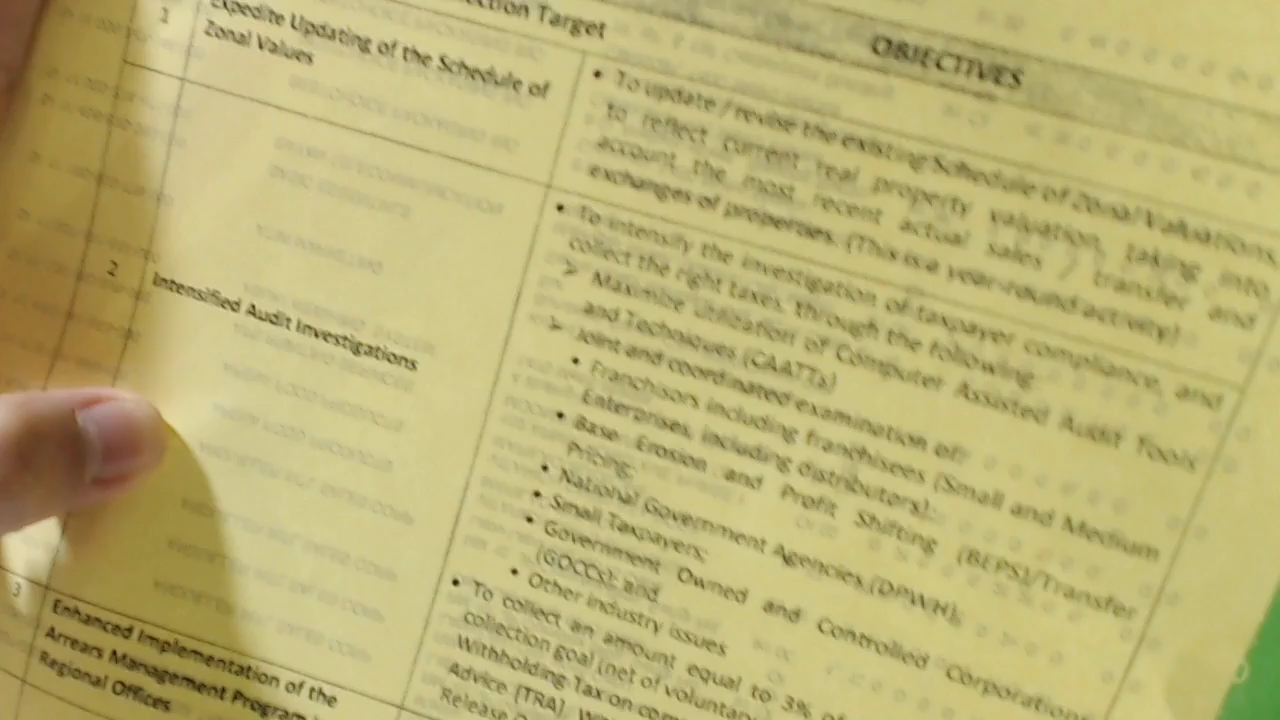 ction Target
OBJECTIVES
1
Expedite Updating of the Schedule of
Zonal Values
• To update / revise the existing Schedule of Zonal Valuations,
to reflect current real property valuation, taking into
account the most recent actual sales / transfer and
exchanges of properties. (This is a year-round activity)
2
Intensified Audit Investigations
• To intensify the investigation of taxpayer compliance, and
collect the right taxes, through the following:
➢ Maximize Utilization of Computer Assisted Audit Tools
and Techniques (CAATTs)
➢ Joint and coordinated examination of:
• Franchisors including franchisees (Small and Medium
Enterprises, including distributors);
• Base Erosion and Profit Shifting (BEPS)/Transfer
Pricing;
• National Government Agencies (DPWH);
• Small Taxpayers;
• Government Owned and Controlled Corporations
(GOCCs); and
• Other industry issues
3
Enhanced Implementation of the
Arrears Management Program
Regional Offices
• To collect an amount equal to 3% of
collection goal (net of voluntary
Withholding Tax on com
Advice (TRA), W
Release